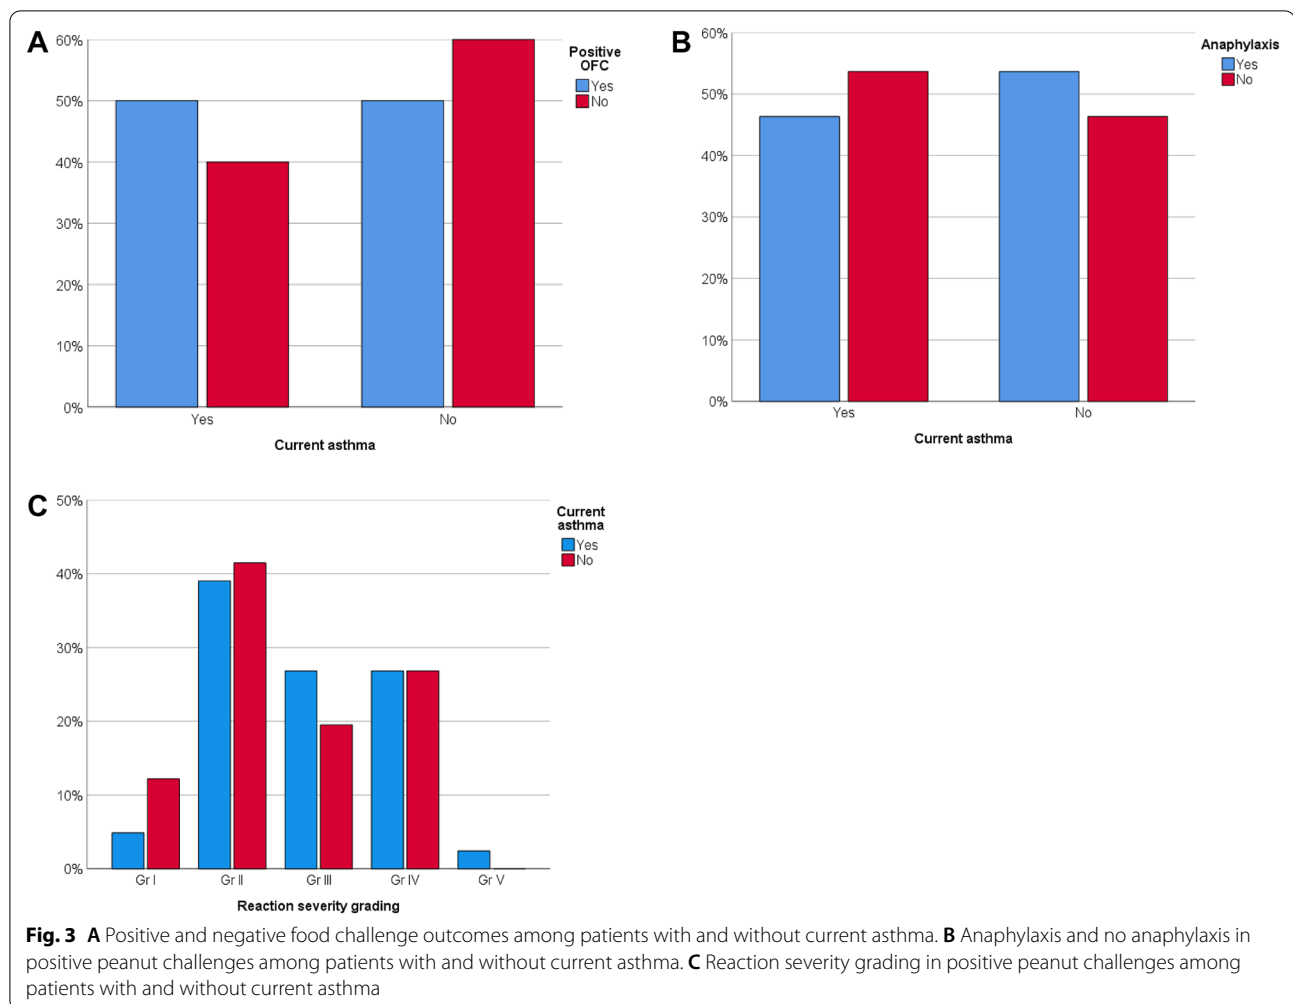 A
60%
50%
40%
30%
20%
10%
0%
Yes
No
Current asthma
Positive
OFC
Yes
No
B
60%
50%
40%
30%
20%
10%
0%
Yes
No
Current asthma
Anaphylaxis
Yes
No
C
50%
40%
30%
20%
10%
0%
Gr I
Gr II
Gr III
Gr IV
Gr V
Reaction severity grading
Current
asthma
Yes
No
Fig. 3 A Positive and negative food challenge outcomes among patients with and without current asthma. B Anaphylaxis and no anaphylaxis in
positive peanut challenges among patients with and without current asthma. C Reaction severity grading in positive peanut challenges among
patients with and without current asthma